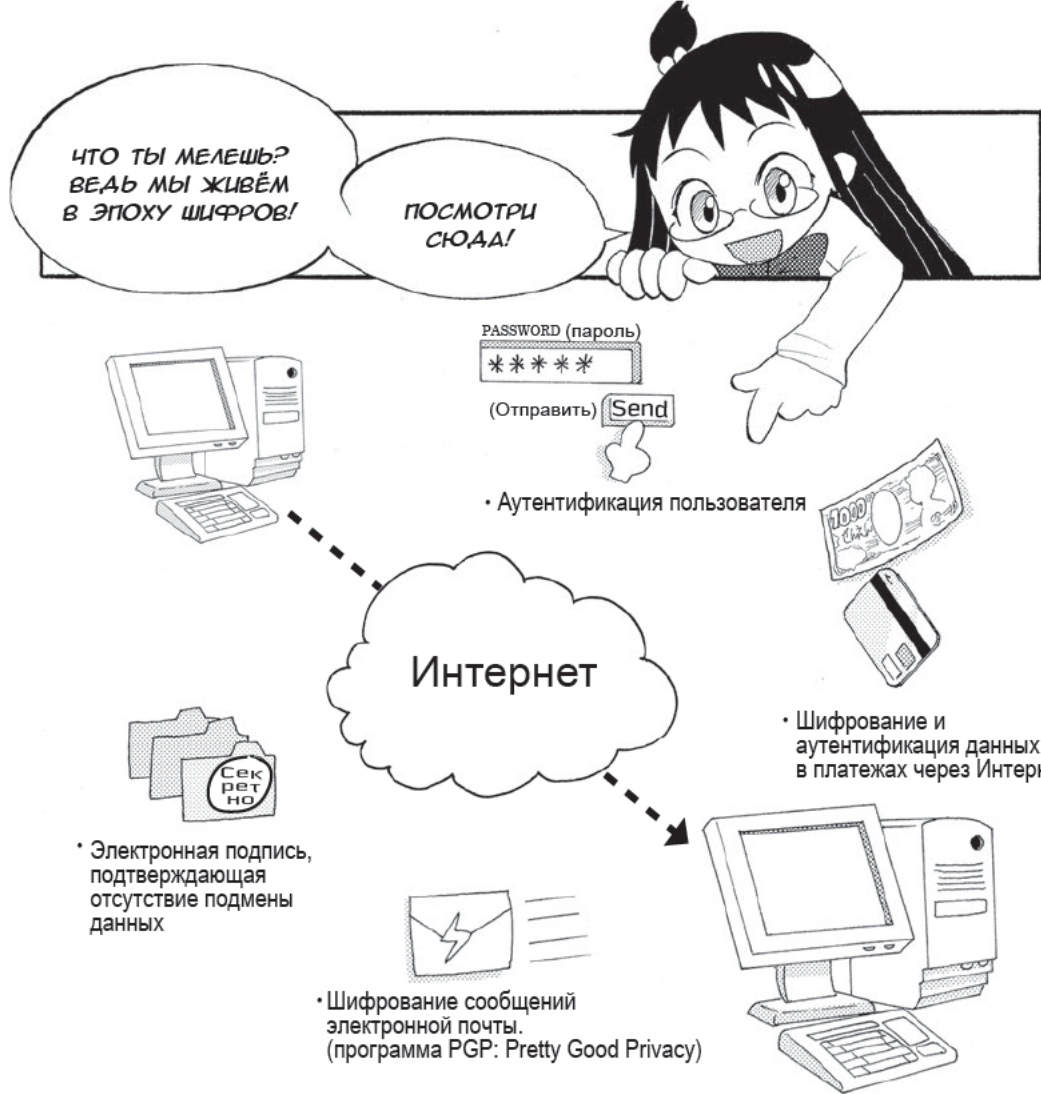 ЧТО ТЫ МЕЛЕШЬ?
ВЕДЬ МЫ ЖИВЁМ
В ЭПОХУ ШИФРОВ!
ПОСМОТРИ
СЮДА!
PASSWORD (пароль)
*****
(Отправить) Send
· Аутентификация пользователя
1000
Интернет
· Шифрование и
аутентификация данных
в платежах через Интерн
Сек
рет
но
· Электронная подпись,
подтверждающая
отсутствие подмены
данных
· Шифрование сообщений
электронной почты.
(программа PGP: Pretty Good Privacy)